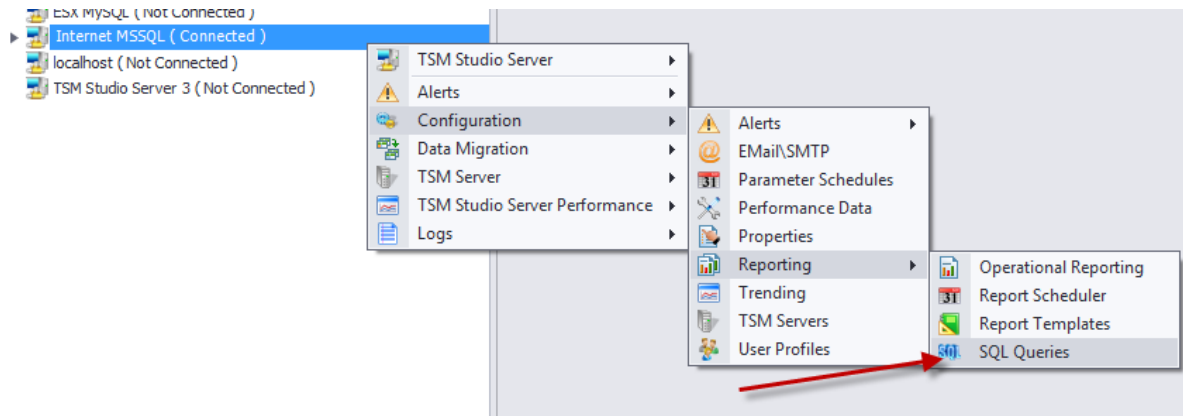 ESX MySQL ( Not Connected )
Internet MSSQL ( Connected )
localhost ( Not Connected )
TSM Studio Server 3 ( Not Connected )
TSM Studio Server
Alerts
Configuration
Data Migration
TSM Server
TSM Studio Server Performance
Logs
Alerts
EMail\SMTP
31 Parameter Schedules
Performance Data
Properties
Reporting
Trending
TSM Servers
User Profiles
Operational Reporting
31 Report Scheduler
Report Templates
SQL SQL Queries